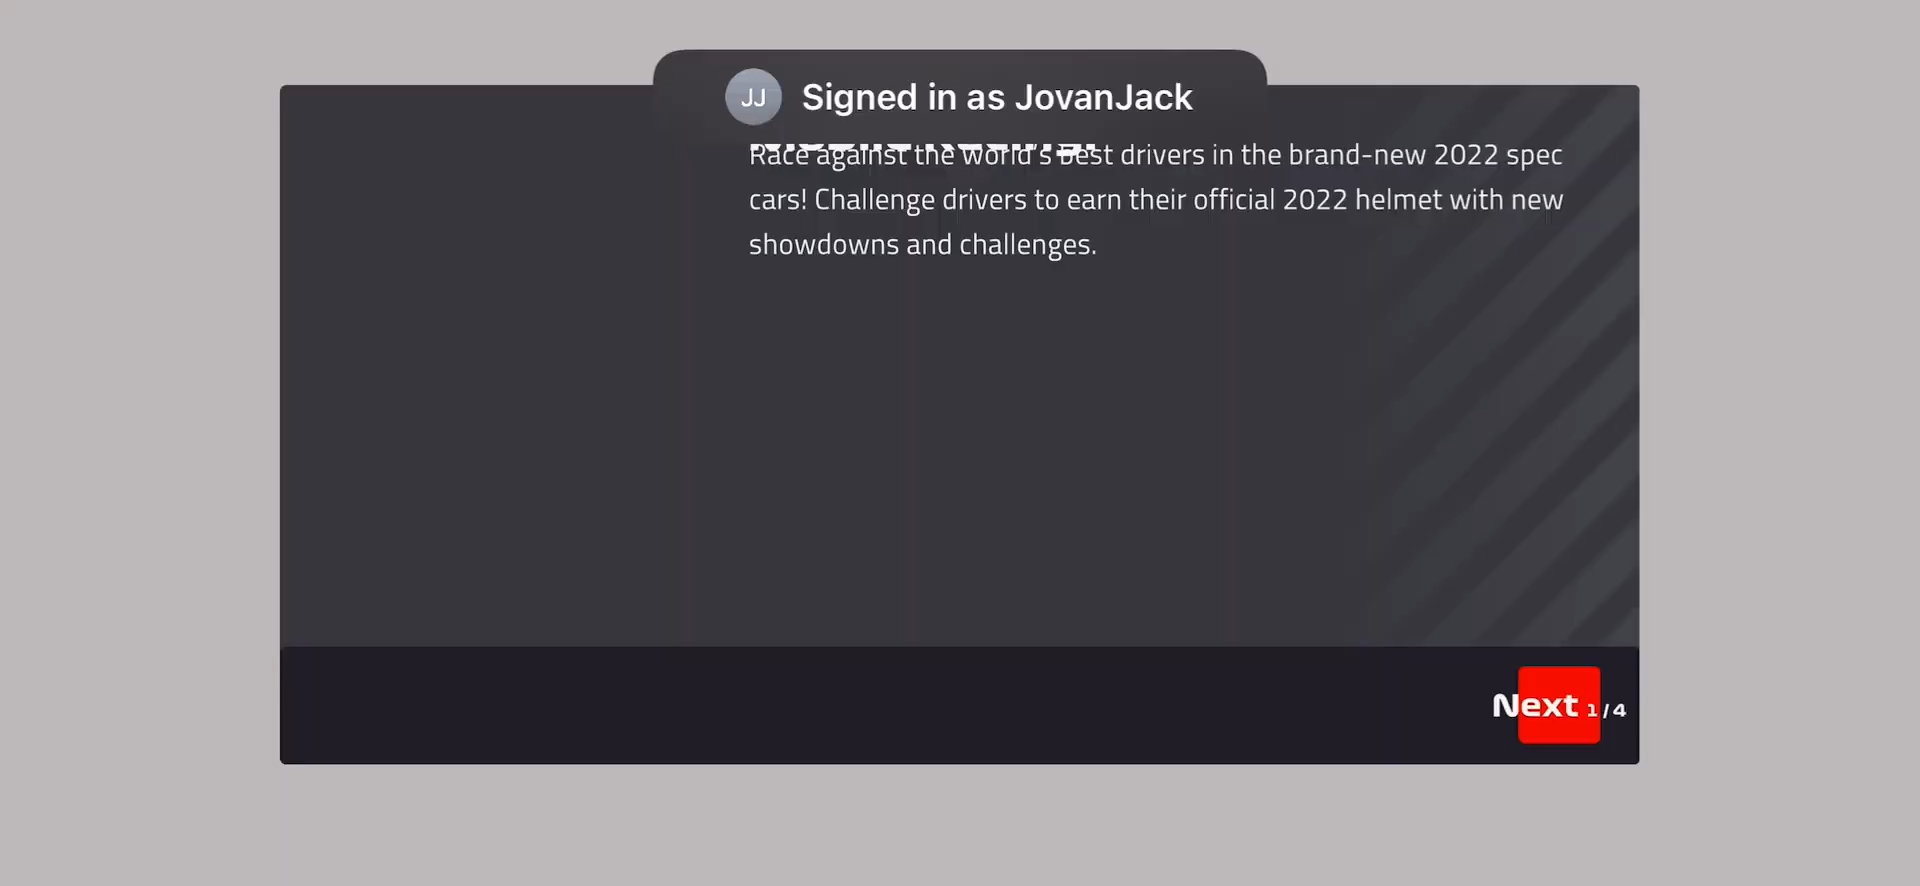 JJ Signed in as JovanJack
Race against the world's best drivers in the brand-new 2022 spec
cars! Challenge drivers to earn their official 2022 helmet with new
showdowns and challenges.
Next 1/4